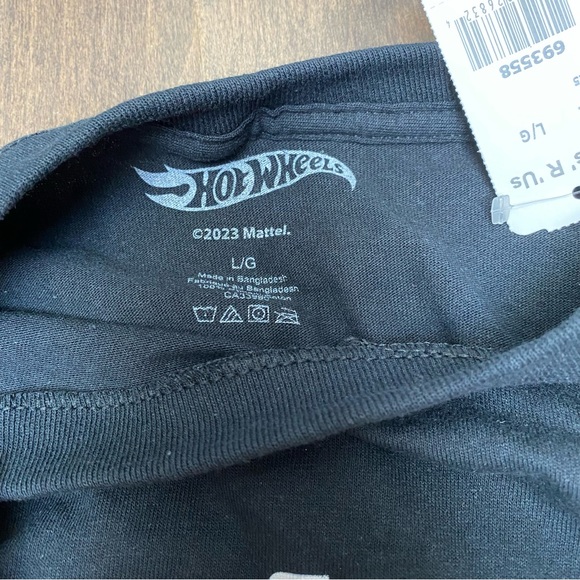 HOT WHEELS
©2023 Mattel.
L/G
Made in Bangladesh
Fabriqué au Bangladesh
693558
L/G
S' R 'Us